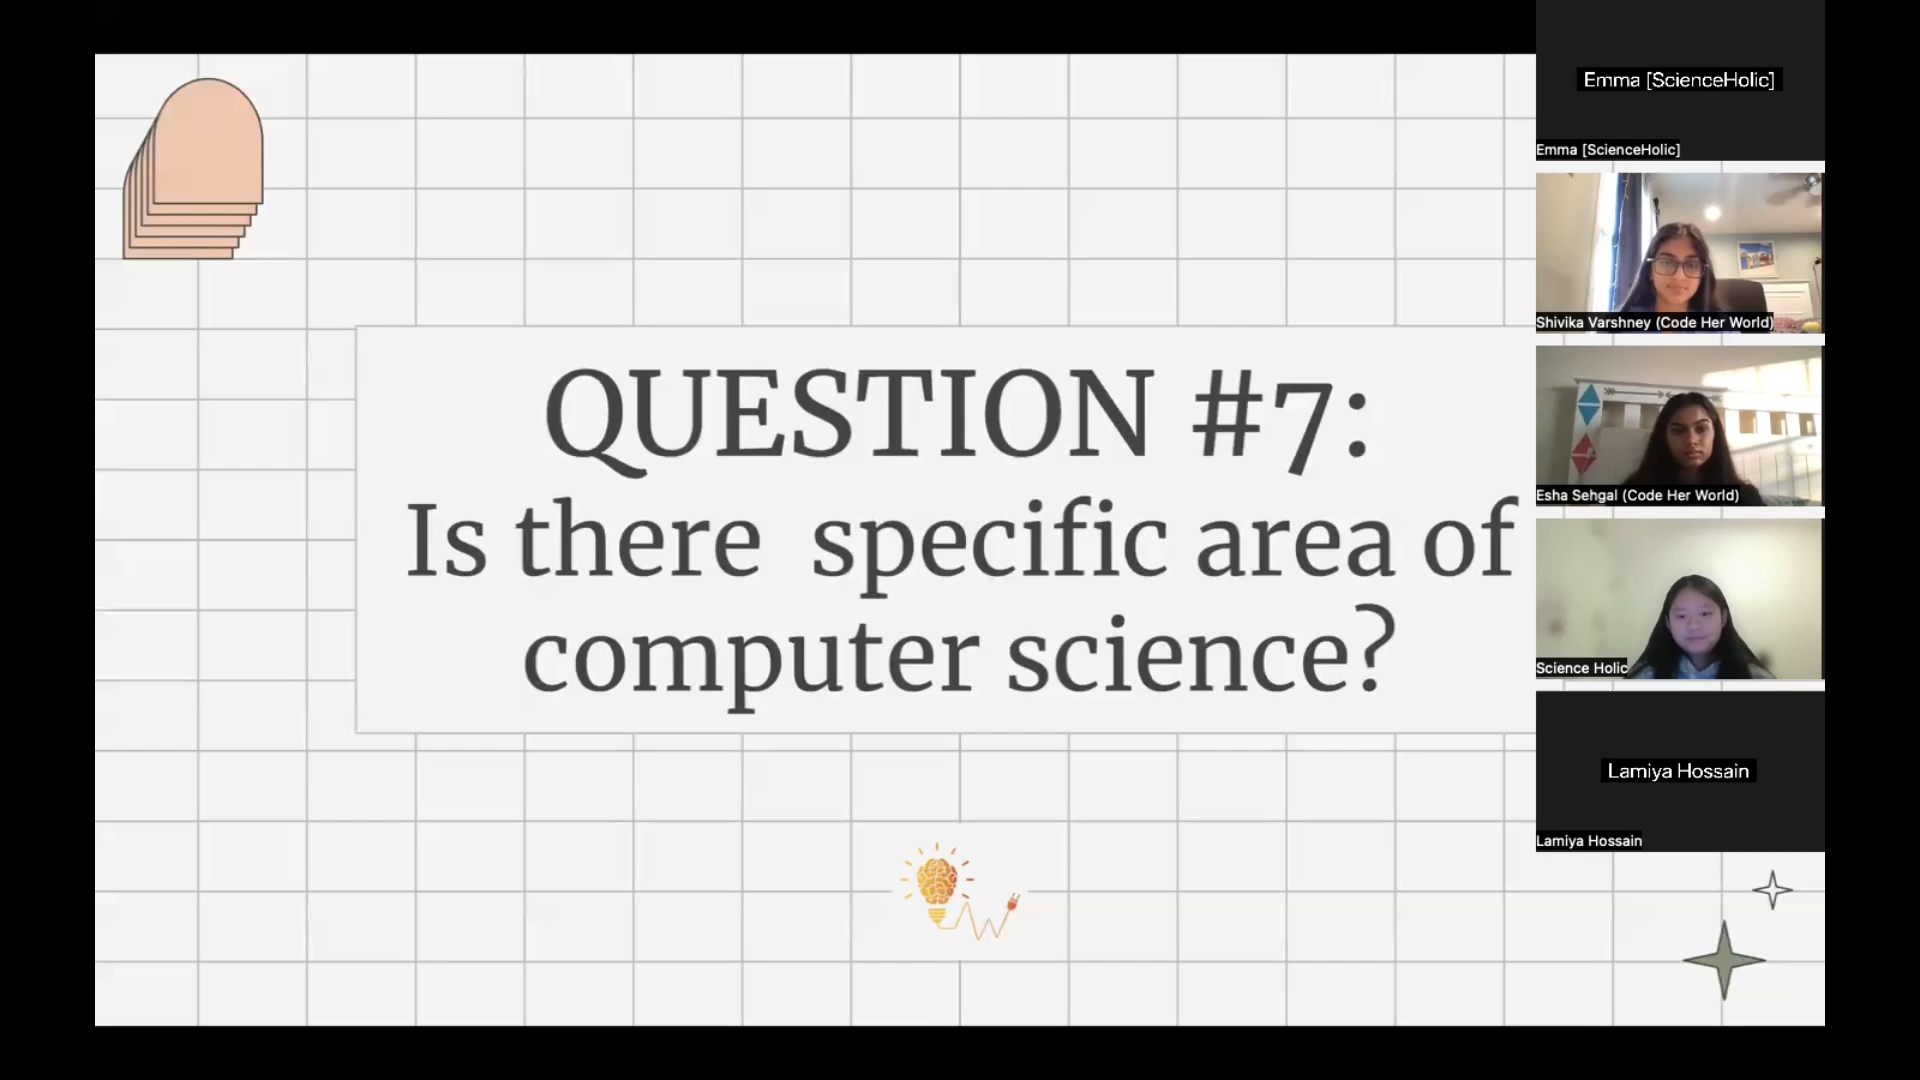 QUESTION #7:
Is there specific area of
computer science?
Emma [ScienceHolic]
Emma [ScienceHolic]
Shivika Varshney (Code Her World)
Esha Sehgal (Code Her World)
Science Holic
Lamiya Hossain
Lamiya Hossain